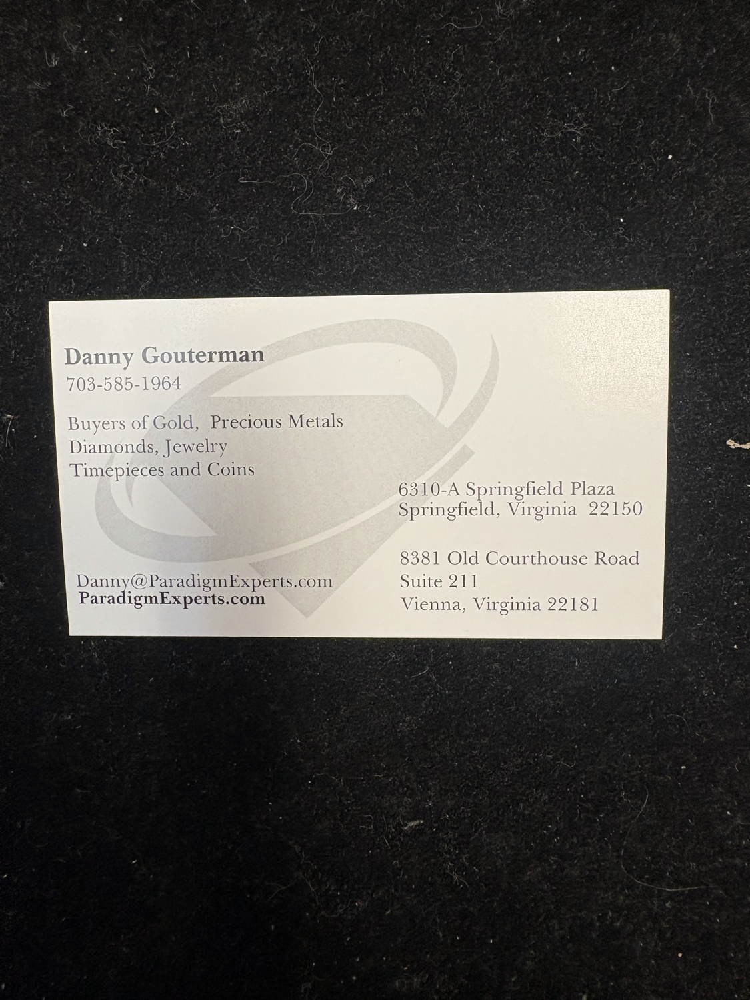 Danny Gouterman
703-585-1964
Buyers of Gold, Precious Metals
Diamonds, Jewelry
Timepieces and Coins
6310-A Springfield Plaza
Springfield, Virginia 22150
8381 Old Courthouse Road
Suite 211
Vienna, Virginia 22181
Danny@ParadigmExperts.com
ParadigmExperts.com